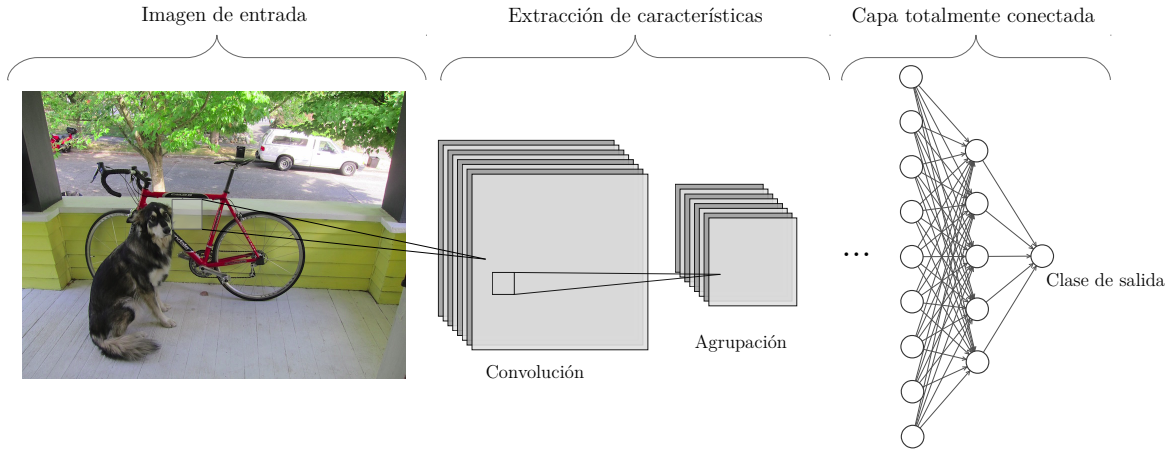 Imagen de entrada
Extracción de características
Capa totalmente conectada
Convolución
Agrupación
...
Clase de salida